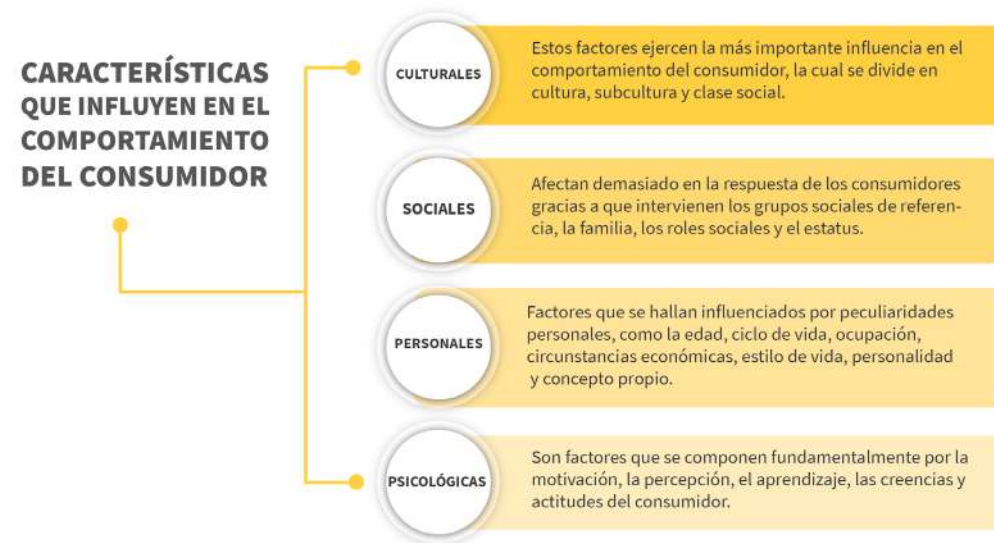 CARACTERÍSTICAS
QUE INFLUYEN EN EL
COMPORTAMIENTO
DEL CONSUMIDOR
CULTURALES
Estos factores ejercen la más importante influencia en el
comportamiento del consumidor, la cual se divide en
cultura, subcultura y clase social.
SOCIALES
Afectan demasiado en la respuesta de los consumidores
gracias a que intervienen los grupos sociales de referen-
cia, la familia, los roles sociales y el estatus.
PERSONALES
Factores que se hallan influenciados por peculiaridades
personales, como la edad, ciclo de vida, ocupación,
circunstancias económicas, estilo de vida, personalidad
y concepto propio.
PSICOLÓGICAS
Son factores que se componen fundamentalmente por la
motivación, la percepción, el aprendizaje, las creencias y
actitudes del consumidor.